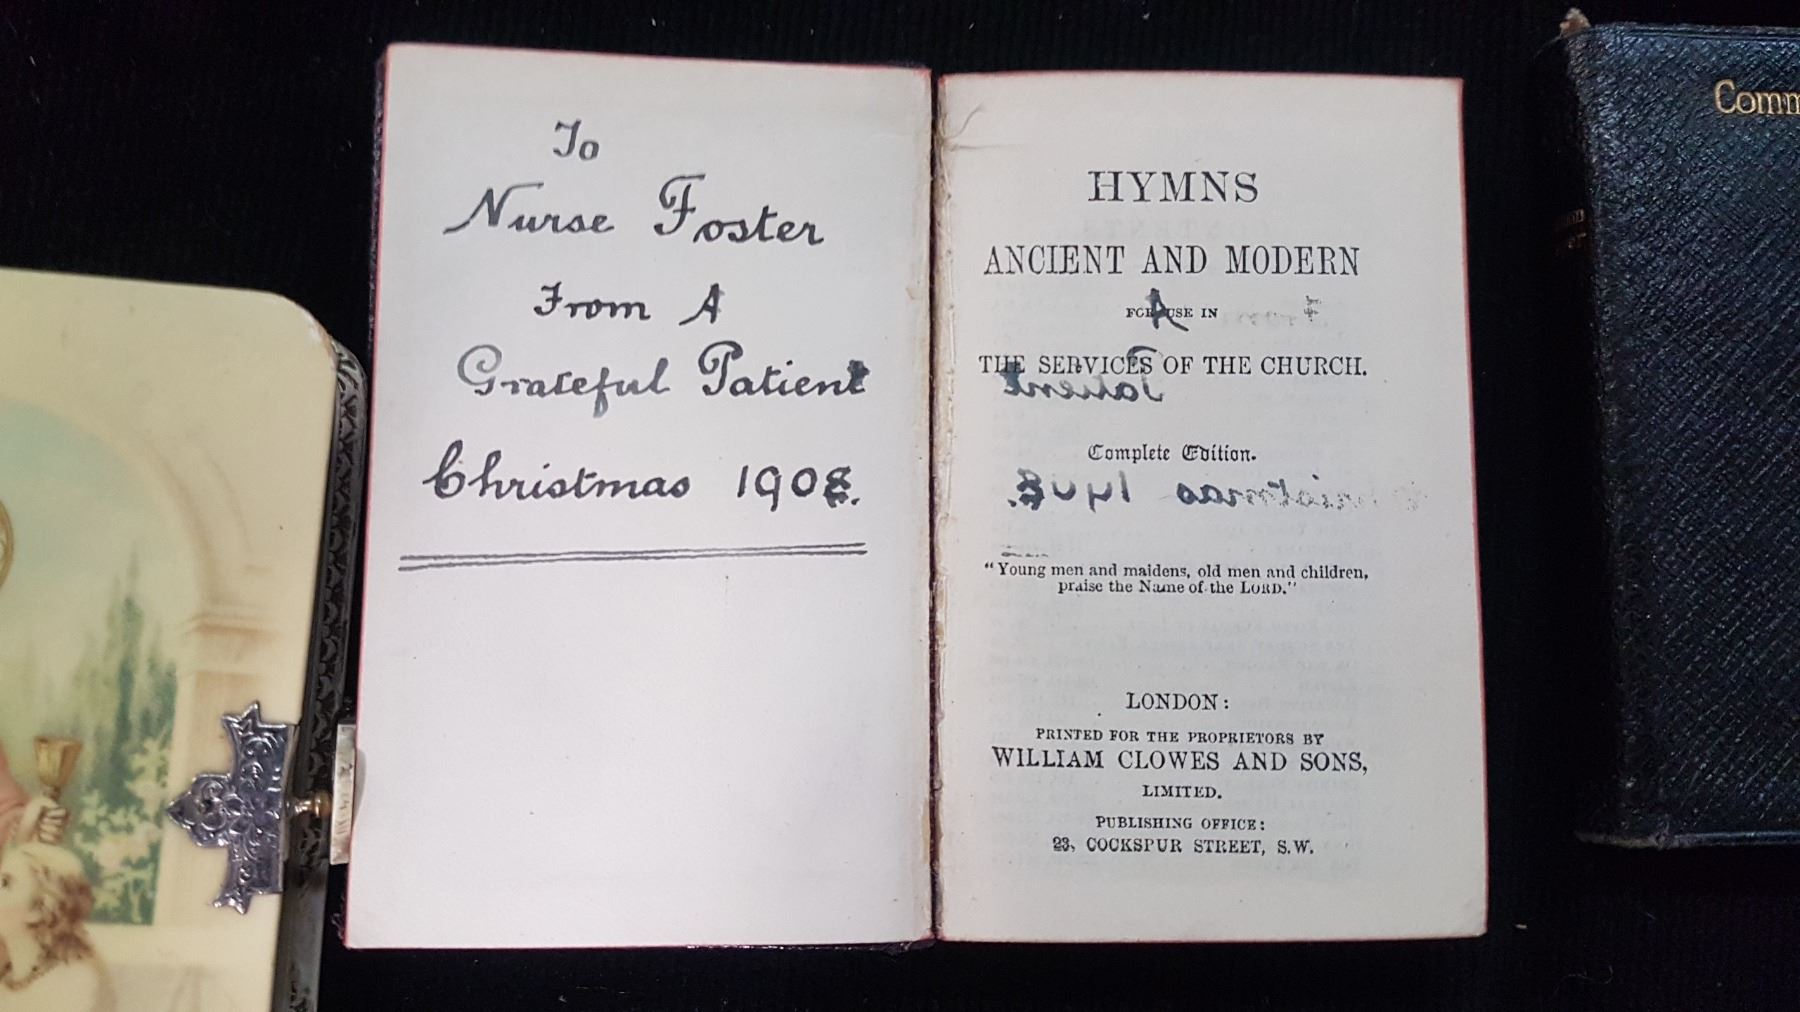 To
Nurse Foster
From A
Grateful Patient
Christmas 1908.
HYMNS
ANCIENT AND MODERN
FOR USE IN
THE SERVICES OF THE CHURCH.
Complete Edition.
"Young men and maidens, old men and children,
praise the Name of the LORD."
LONDON:
PRINTED FOR THE PROPRIETORS BY
WILLIAM CLOWES AND SONS,
LIMITED.
PUBLISHING OFFICE:
23, COCKSPUR STREET, S.W.
Comm